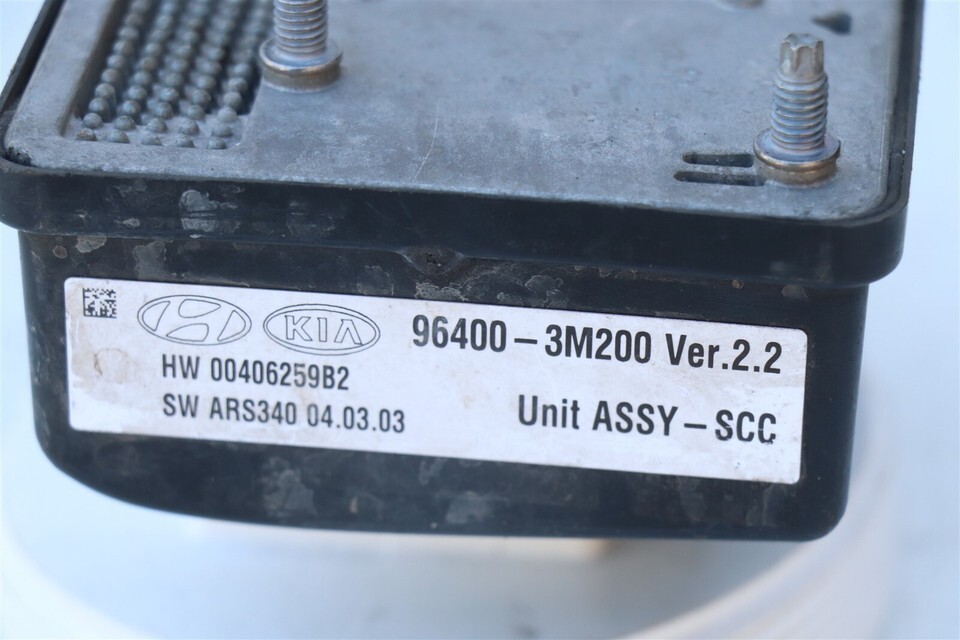 KIA 96400-3M200 Ver.2.2
HW 00406259B2
SW ARS340 04.03.03
Unit ASSY-SCC